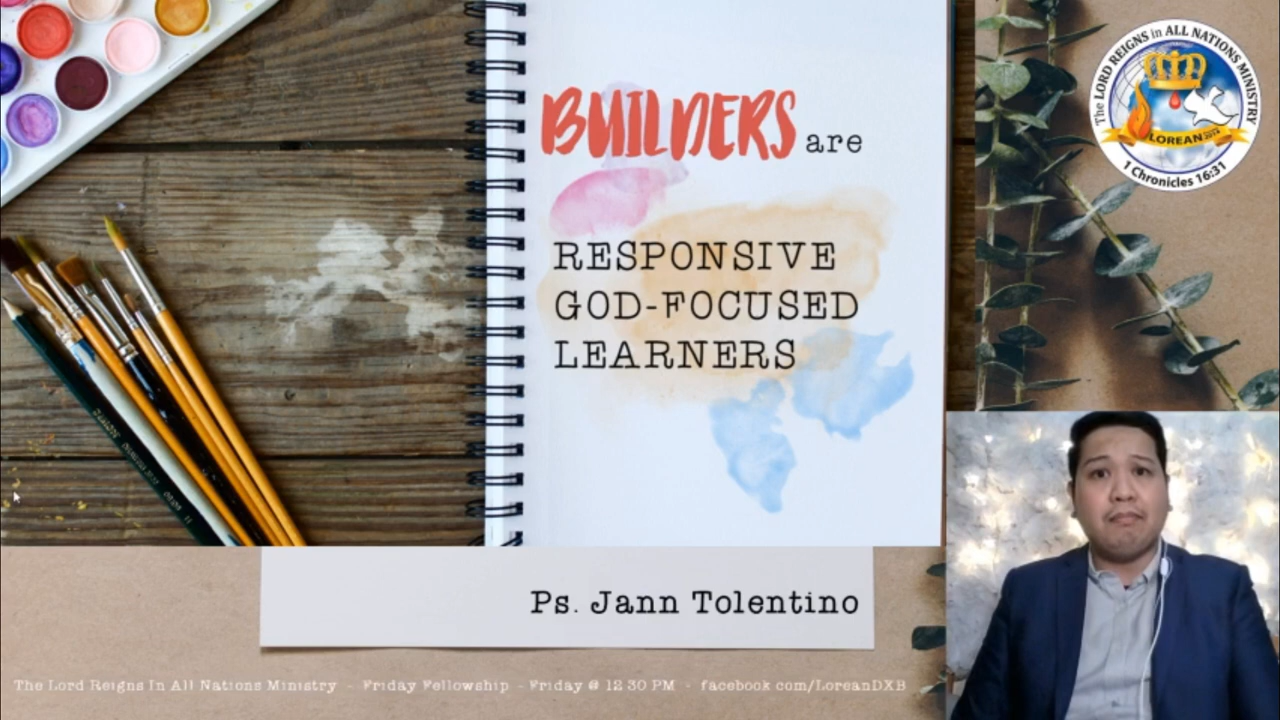 BUILDERS are
RESPONSIVE
GOD-FOCUSED
LEARNERS
The LORD REIGNS in ALL NATIONS MINISTRY
LOREAN
1 Chronicles 16:31
Ps. Jann Tolentino
The Lord Reigns In All Nations Ministry - Friday Fellowship - Friday @ 12 30 PM - facebook com/LoreanDXB